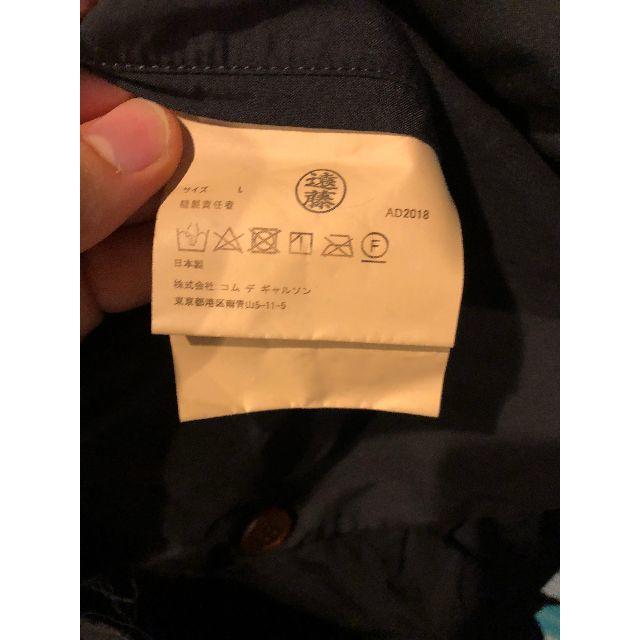 サイズ L
縫製責任者
遠藤
AD2018
F
日本製
株式会社 コム デ ギャルソン
東京都港区南青山5-11-5